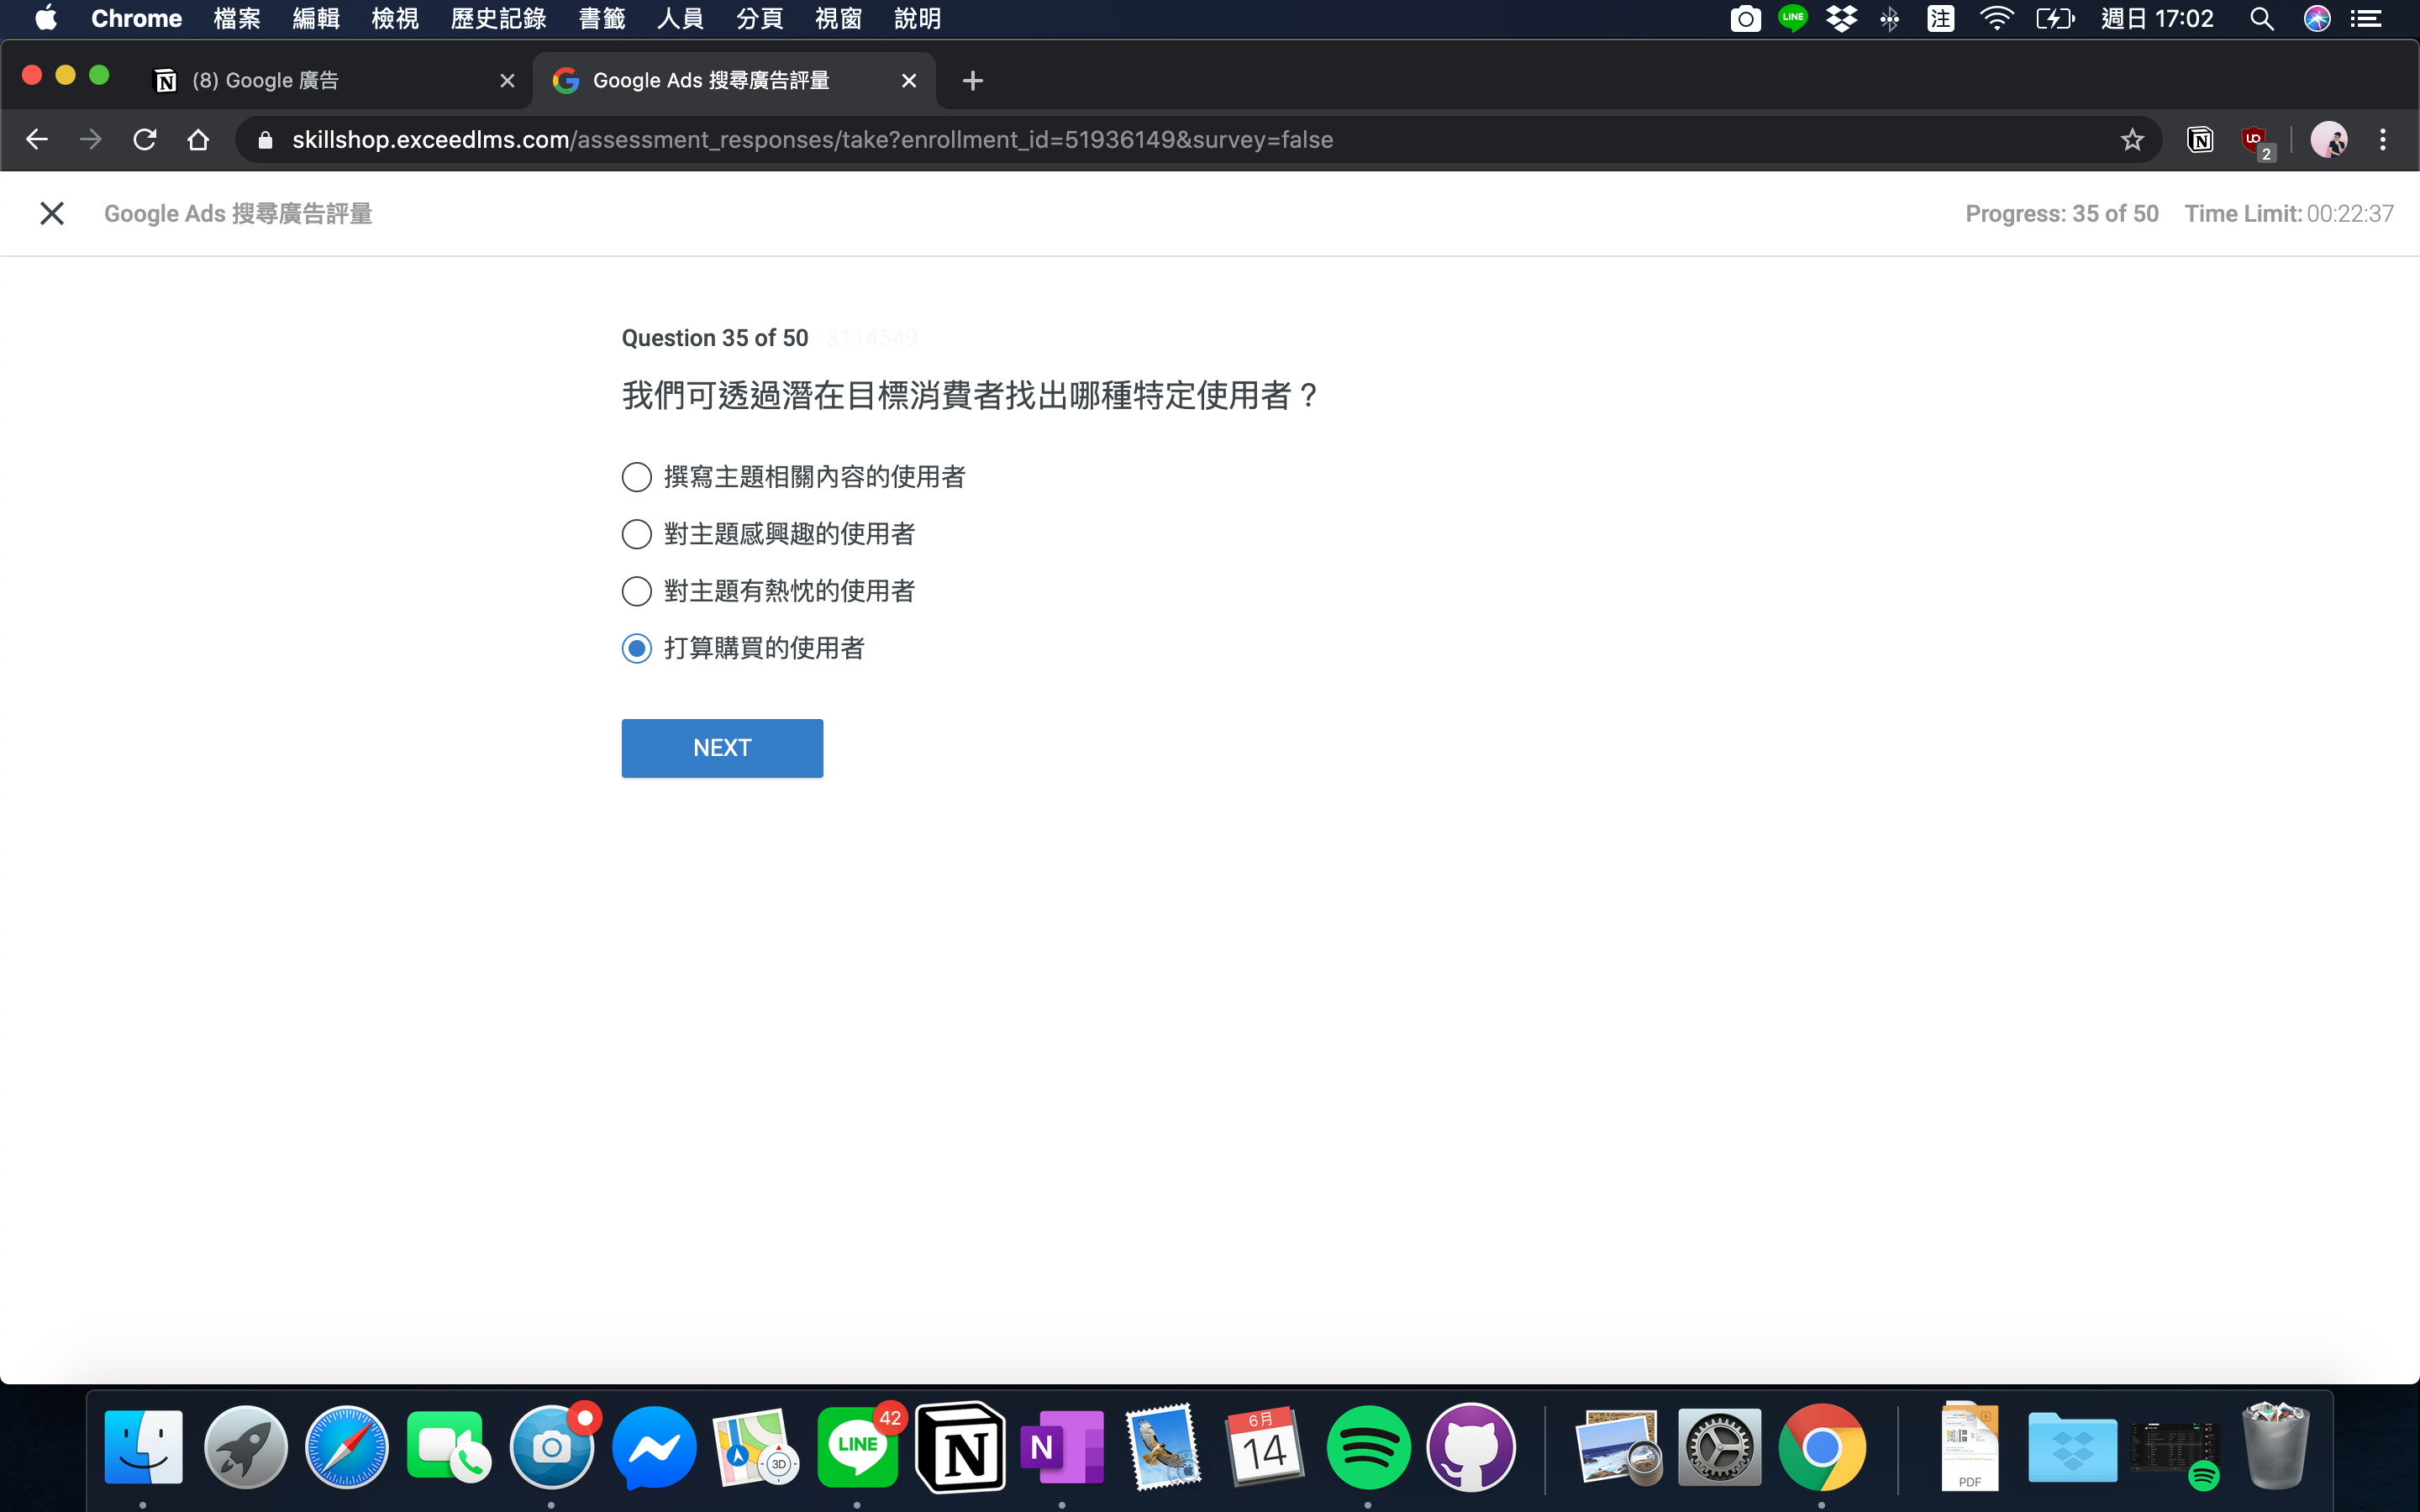 Chrome 檔案 編輯 檢視 歷史記錄 書籤 人員 分頁 視窗 說明 LINE 注 週日 17:02
(8) Google 廣告 Google Ads 搜尋廣告評量
skillshop.exceedlms.com/assessment_responses/take?enrollment_id=51936149&survey=false 2
Google Ads 搜尋廣告評量 Progress: 35 of 50 Time Limit: 00:22:37
Question 35 of 50 3114549
我們可透過潛在目標消費者找出哪種特定使用者？
撰寫主題相關內容的使用者
對主題感興趣的使用者
對主題有熱忱的使用者
打算購買的使用者
NEXT
42
LINE
N
3D
6月
14
PDF